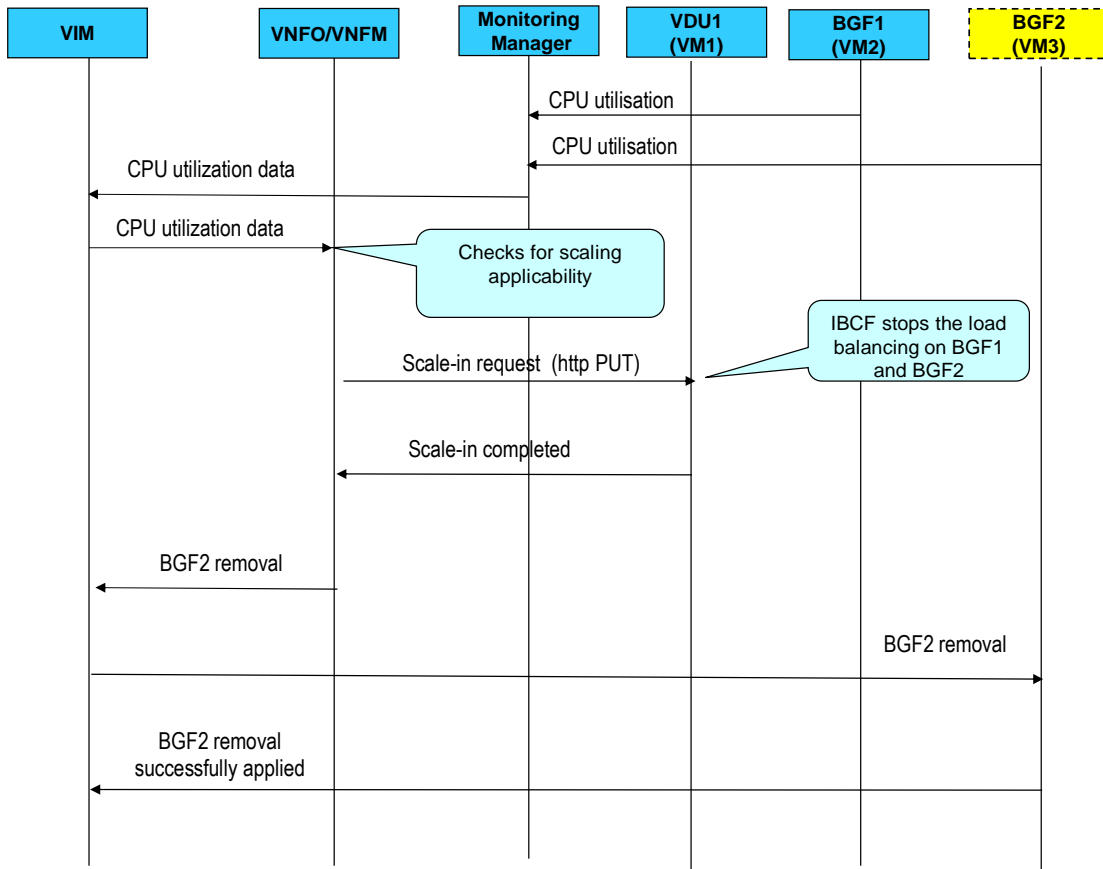 VIM
VNFO/VNFM
Monitoring
Manager
VDU1
(VM1)
BGF1
(VM2)
BGF2
(VM3)
CPU utilisation
CPU utilisation
CPU utilization data
CPU utilization data
Checks for scaling
applicability
IBCF stops the load
balancing on BGF1
and BGF2
Scale-in request (http PUT)
Scale-in completed
BGF2 removal
BGF2 removal
BGF2 removal
successfully applied